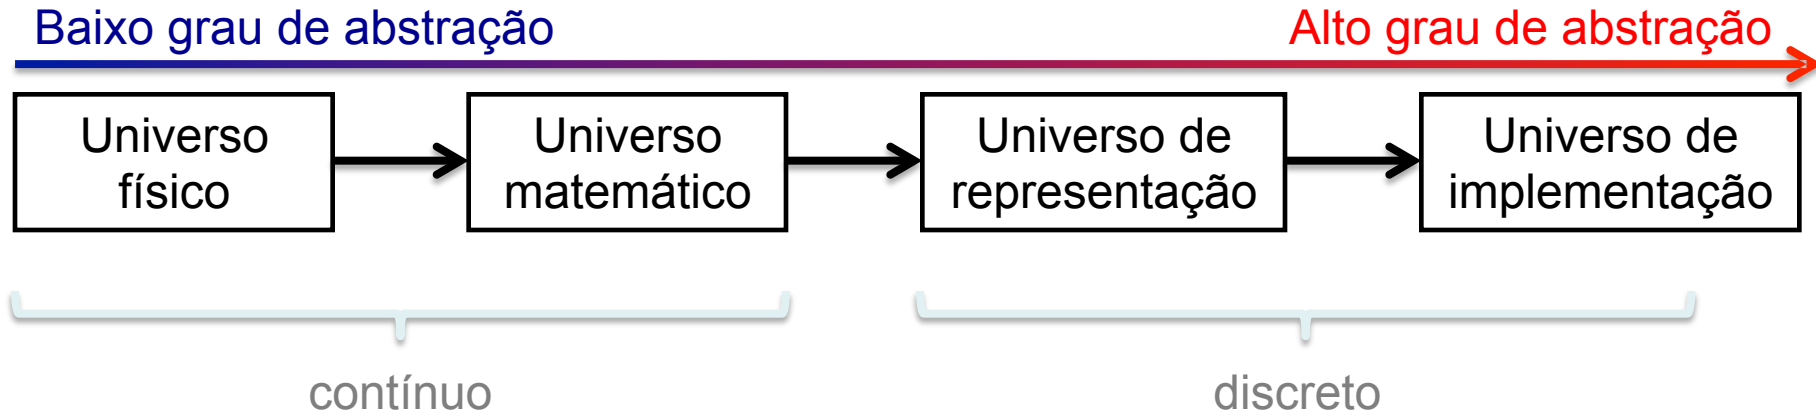 Baixo grau de abstração
Alto grau de abstração
Universo
físico
Universo
matemático
Universo de
representação
Universo de
implementação
contínuo
discreto